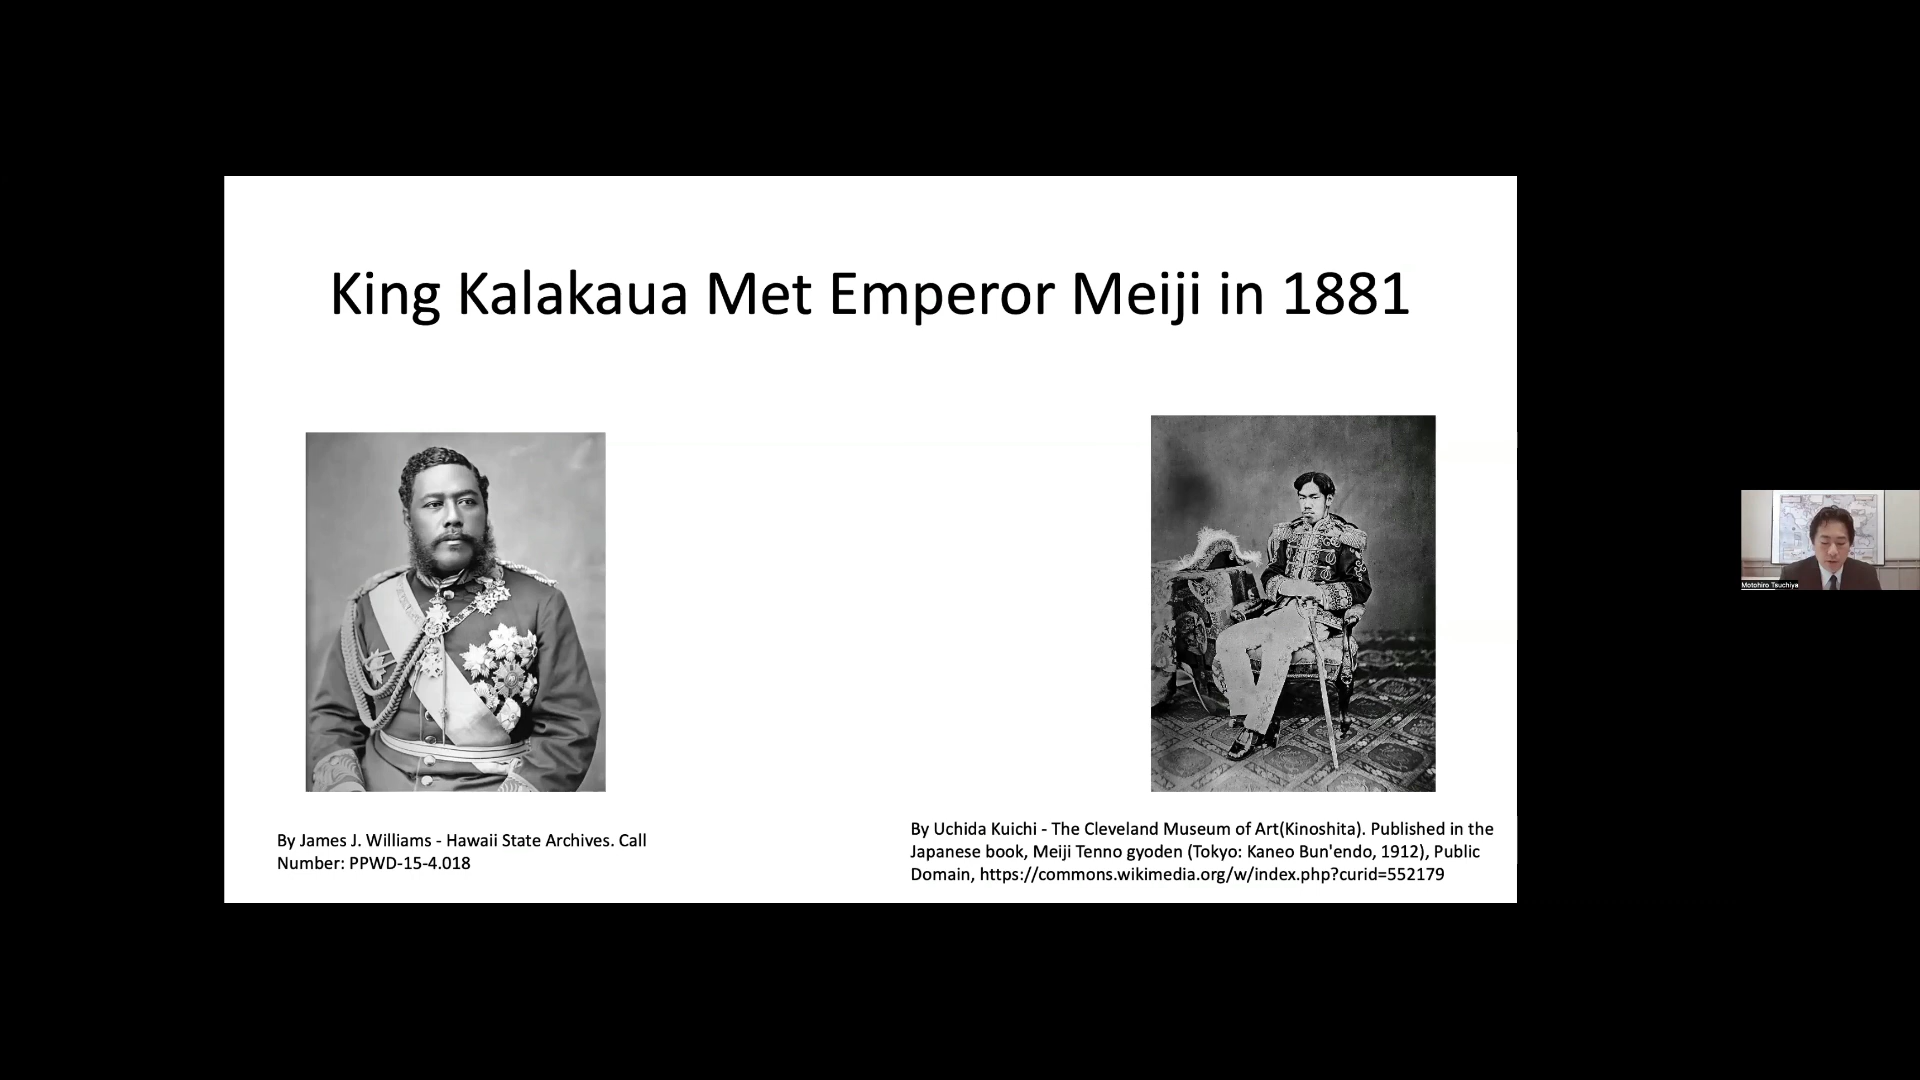 King Kalakaua Met Emperor Meiji in 1881
By James J. Williams - Hawaii State Archives. Call
Number: PPWD-15-4.018
By Uchida Kuichi - The Cleveland Museum of Art(Kinoshita). Published in the
Japanese book, Meiji Tenno gyoden (Tokyo: Kaneo Bun'endo, 1912), Public
Domain, https://commons.wikimedia.org/w/index.php?curid=552179
Motohiro Tsuchiya